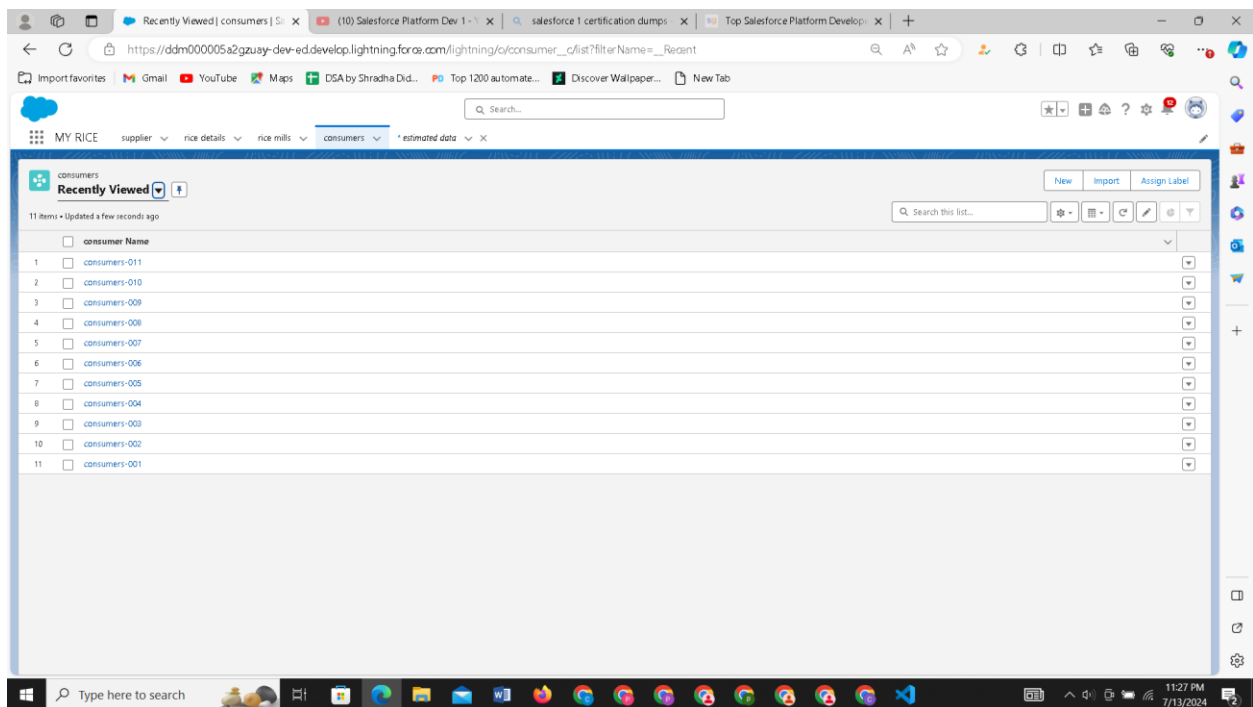 Recently Viewed | consumers | Sa
(10) Salesforce Platform Dev 1 -
salesforce 1 certification dumps -
Top Salesforce Platform Develop
https://ddm000005a2gzuay-dev-ed.develop.lightning.force.com/lightning/o/consumer__c/list?filterName=__Recent
Import favorites
Gmail
YouTube
Maps
DSA by Shradha Did...
Top 1200 automate...
Discover Wallpaper...
New Tab
Search...
MY RICE
supplier
rice details
rice mills
consumers
* estimated data
consumers
Recently Viewed
New
Import
Assign Label
11 items • Updated a few seconds ago
Search this list...
consumer Name
1 consumers-011
2 consumers-010
3 consumers-009
4 consumers-008
5 consumers-007
6 consumers-006
7 consumers-005
8 consumers-004
9 consumers-003
10 consumers-002
11 consumers-001
Type here to search
11:27 PM
7/13/2024